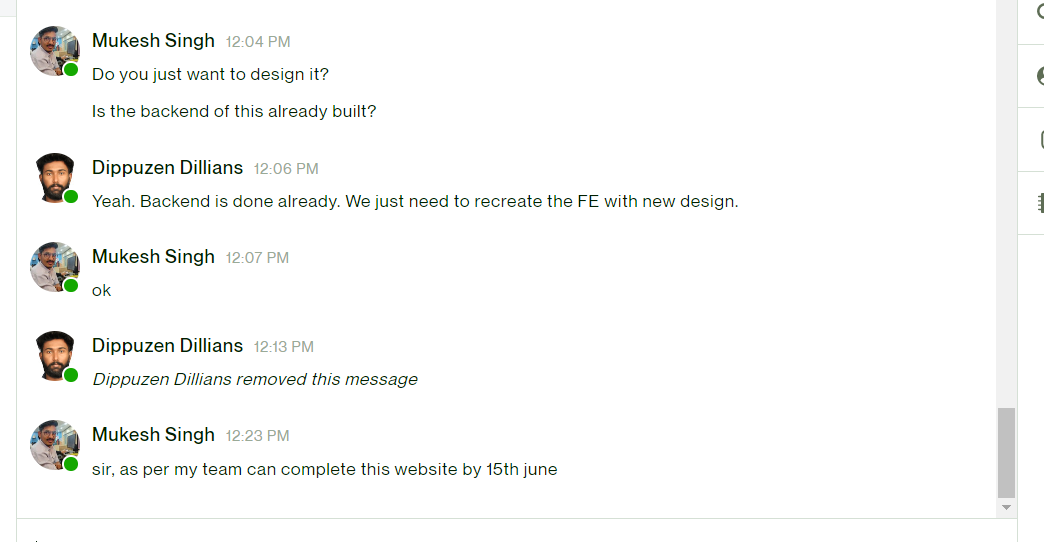 Mukesh Singh 12:04 PM
Do you just want to design it?
Is the backend of this already built?
Dippuzen Dillians 12:06 PM
Yeah. Backend is done already. We just need to recreate the FE with new design.
Mukesh Singh 12:07 PM
ok
Dippuzen Dillians 12:13 PM
Dippuzen Dillians removed this message
Mukesh Singh 12:23 PM
sir, as per my team can complete this website by 15th june